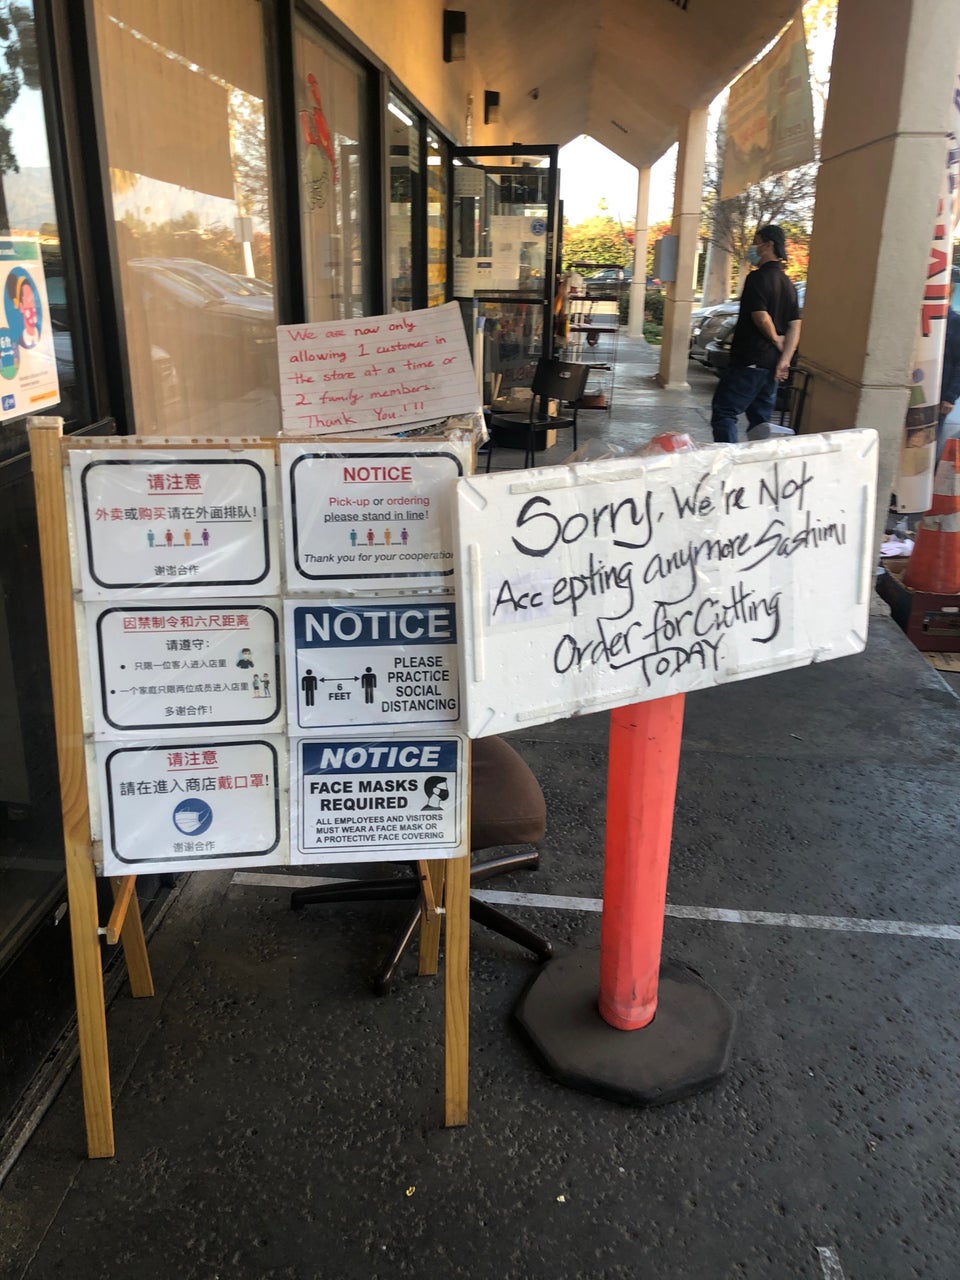 We are now only
allowing 1 customer in
the store at a time or
2 family members.
Thank You!!!
请注意
外卖或购买请在外面排队!
谢谢合作
NOTICE
Pick-up or ordering
please stand in line!
Thank you for your cooperation
因禁制令和六尺距离
请遵守:
• 只限一位客人进入店里
• 一个家庭只限两位成员进入店里
多谢合作!
NOTICE
6
FEET
PLEASE
PRACTICE
SOCIAL
DISTANCING
请注意
請在進入商店戴口罩!
谢谢合作
NOTICE
FACE MASKS
REQUIRED
ALL EMPLOYEES AND VISITORS
MUST WEAR A FACE MASK OR
A PROTECTIVE FACE COVERING
Sorry, We're Not
Accepting anymore Sashimi
Order for Cutting
TODAY.
6 ft